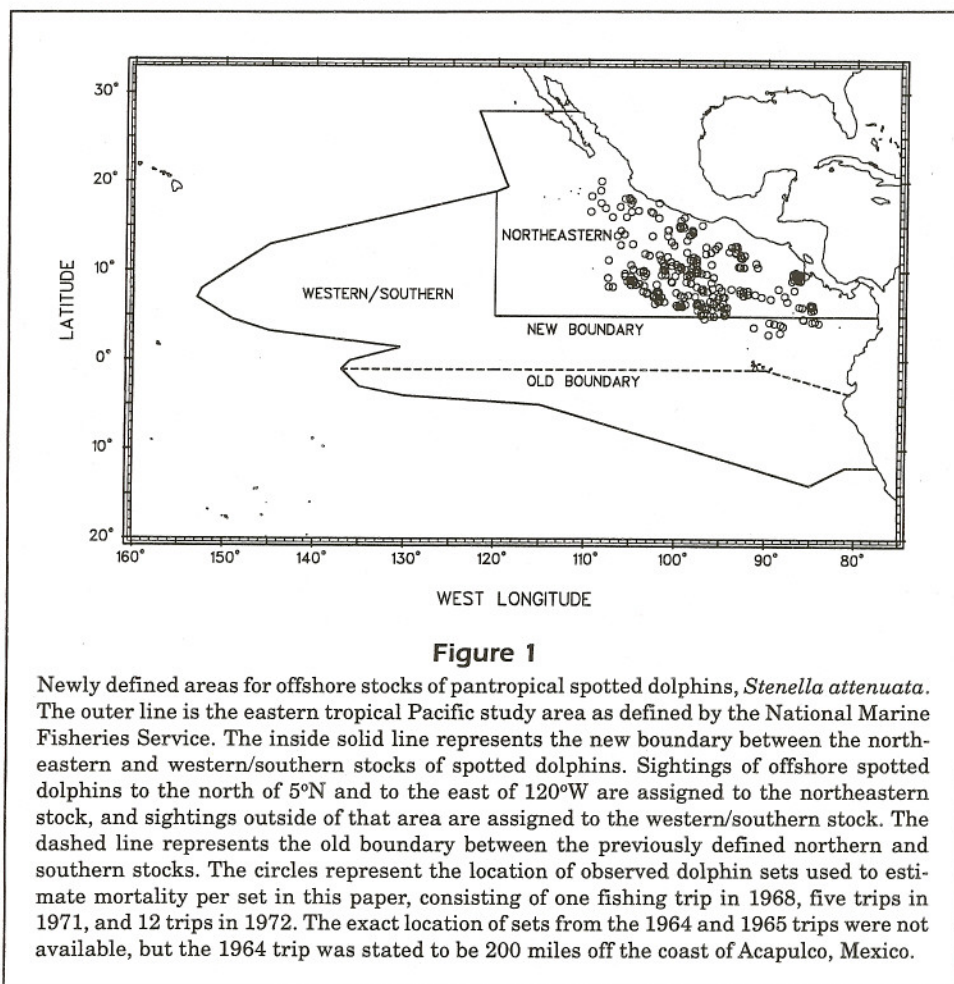 30°
20°
10°
0°
10°
20°
LATITUDE
NORTHEASTERN
WESTERN/SOUTHERN
NEW BOUNDARY
OLD BOUNDARY
160° 150° 140° 130° 120° 110° 100° 90° 80°
WEST LONGITUDE
Figure 1
Newly defined areas for offshore stocks of pantropical spotted dolphins, Stenella attenuata.
The outer line is the eastern tropical Pacific study area as defined by the National Marine
Fisheries Service. The inside solid line represents the new boundary between the north-
eastern and western/southern stocks of spotted dolphins. Sightings of offshore spotted
dolphins to the north of 5°N and to the east of 120°W are assigned to the northeastern
stock, and sightings outside of that area are assigned to the western/southern stock. The
dashed line represents the old boundary between the previously defined northern and
southern stocks. The circles represent the location of observed dolphin sets used to esti-
mate mortality per set in this paper, consisting of one fishing trip in 1968, five trips in
1971, and 12 trips in 1972. The exact location of sets from the 1964 and 1965 trips were not
available, but the 1964 trip was stated to be 200 miles off the coast of Acapulco, Mexico.